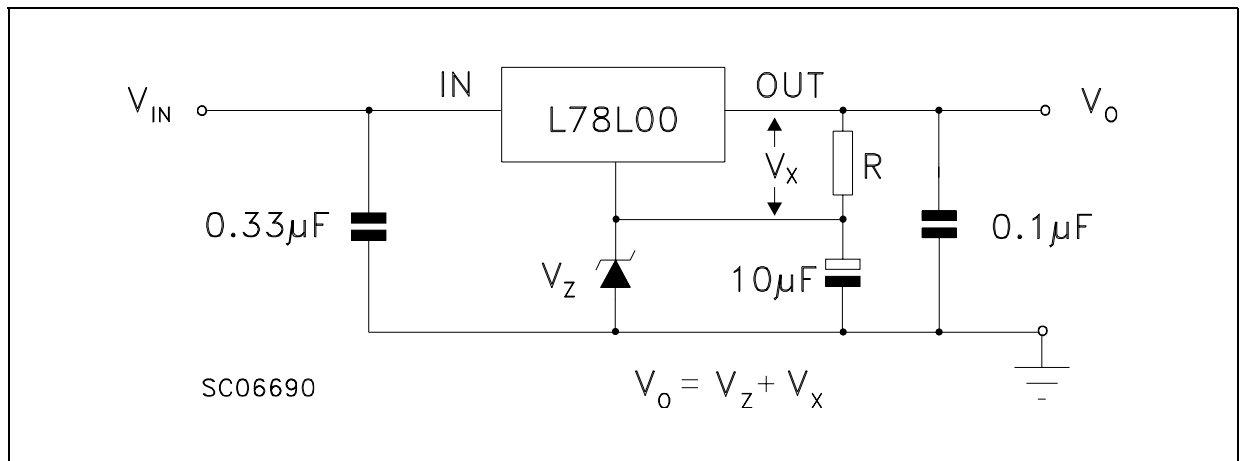 V_IN
IN
L78L00
OUT
V_O
V_X
R
0.33µF
0.1µF
V_Z
10µF
SC06690
V_O = V_Z + V_X